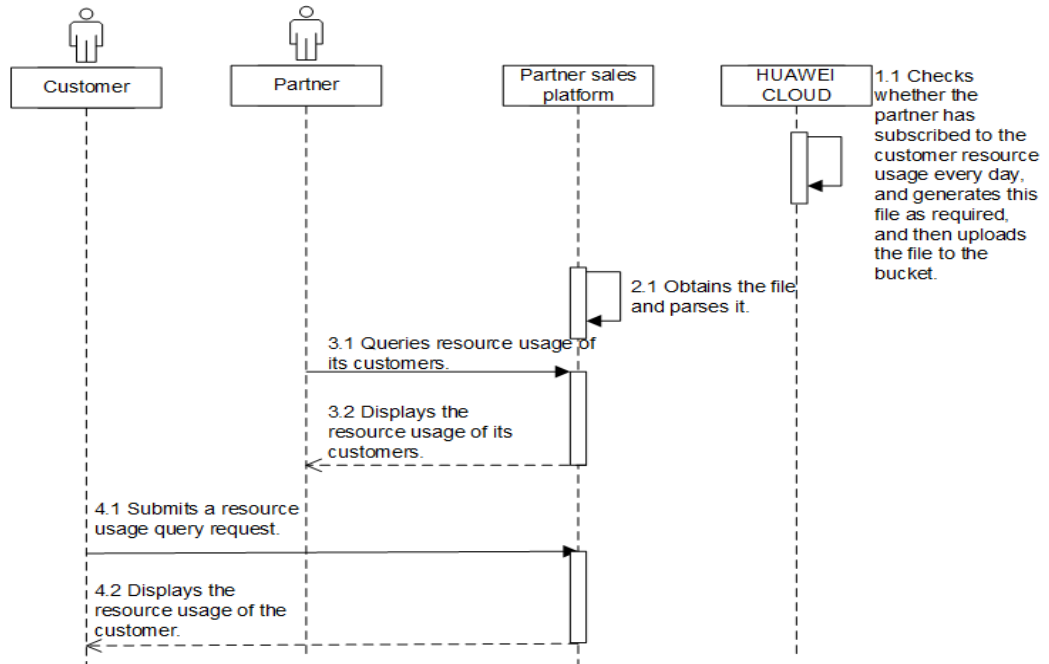 Customer
Partner
Partner sales
platform
HUAWEI
CLOUD
1.1 Checks
whether the
partner has
subscribed to the
customer resource
usage every day,
and generates this
file as required,
and then uploads
the file to the
bucket.
2.1 Obtains the file
and parses it.
3.1 Queries resource usage of
its customers.
3.2 Displays the
resource usage of its
customers.
4.1 Submits a resource
usage query request.
4.2 Displays the
resource usage of the
customer.